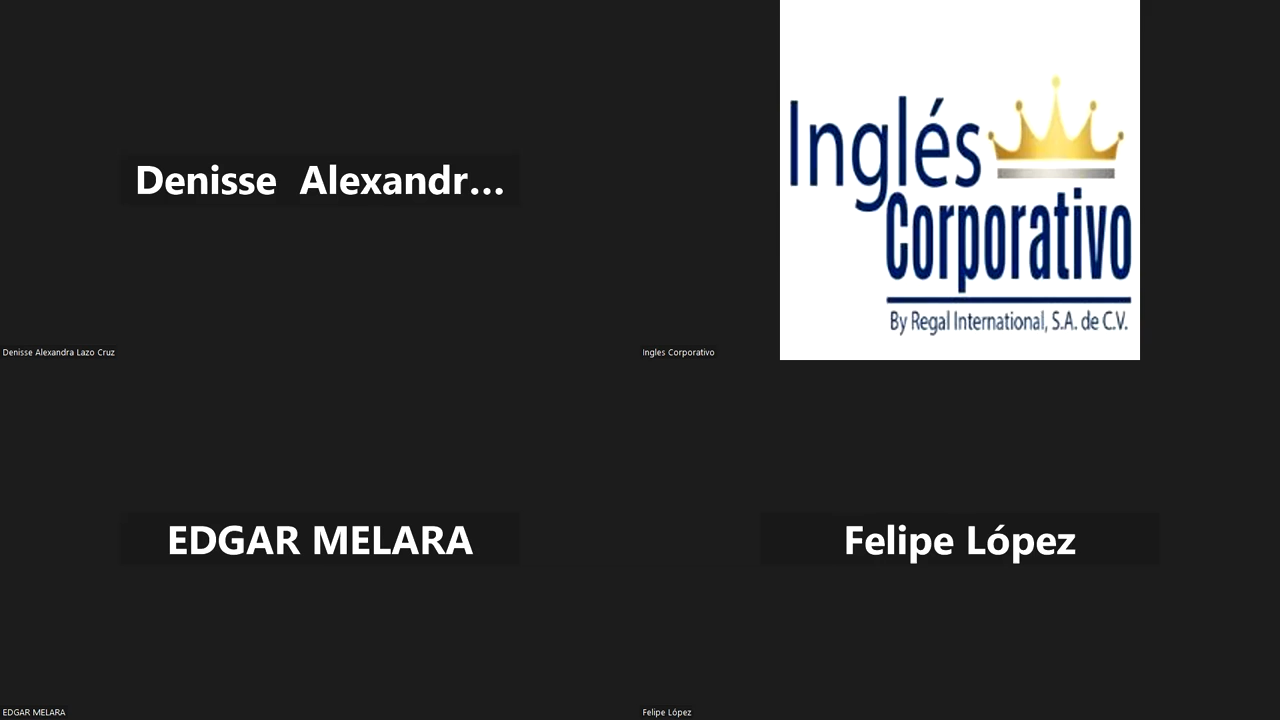 Denisse  Alexandr...
Denisse Alexandra Lazo Cruz
Inglés
Corporativo
By Regal International, S.A. de C.V.
Ingles Corporativo
EDGAR MELARA
EDGAR MELARA
Felipe López
Felipe López